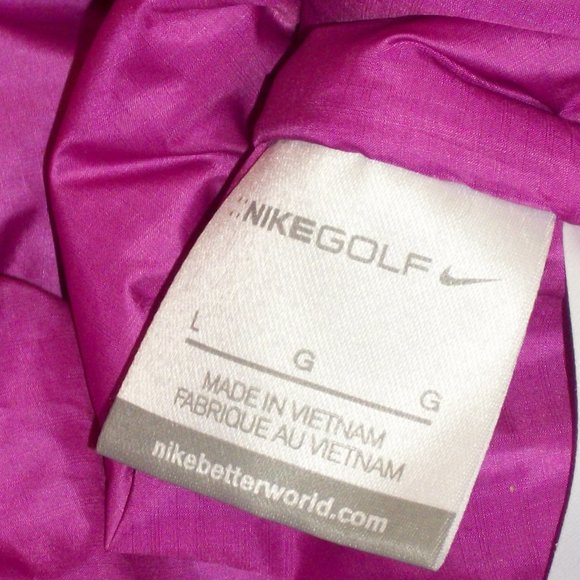 NIKEGOLF
L G G
MADE IN VIETNAM
FABRIQUE AU VIETNAM
nikebetterworld.com